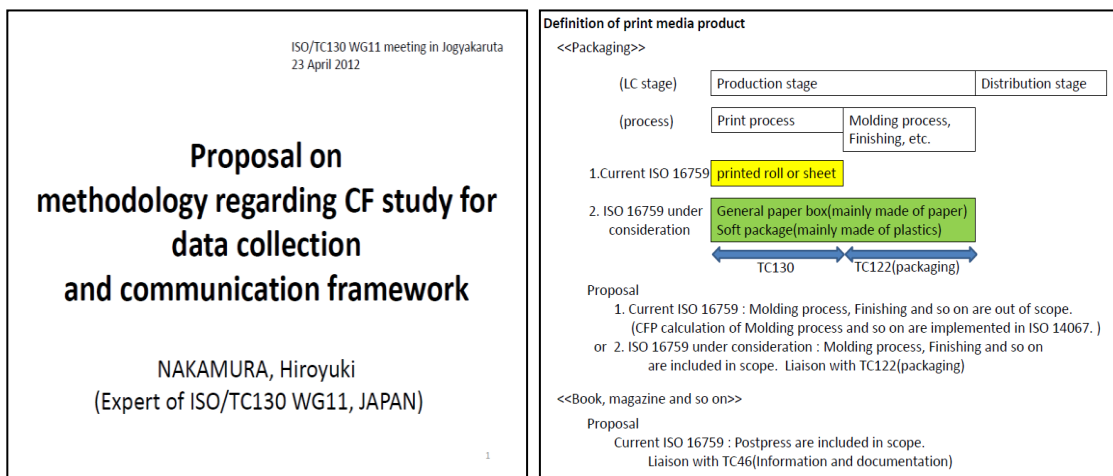 ISO/TC130 WG11 meeting in Jogyakaruta
23 April 2012
Proposal on
methodology regarding CF study for
data collection
and communication framework
NAKAMURA, Hiroyuki
(Expert of ISO/TC130 WG11, JAPAN)
1
Definition of print media product
<<Packaging>>
(LC stage) Production stage Distribution stage
(process) Print process Molding process,
Finishing, etc.
1.Current ISO 16759 printed roll or sheet
2. ISO 16759 under General paper box(mainly made of paper)
consideration Soft package(mainly made of plastics)
TC130 TC122(packaging)
Proposal
1. Current ISO 16759 : Molding process, Finishing and so on are out of scope.
(CFP calculation of Molding process and so on are implemented in ISO 14067. )
or 2. ISO 16759 under consideration : Molding process, Finishing and so on
are included in scope. Liaison with TC122(packaging)
<<Book, magazine and so on>>
Proposal
Current ISO 16759 : Postpress are included in scope.
Liaison with TC46(Information and documentation)